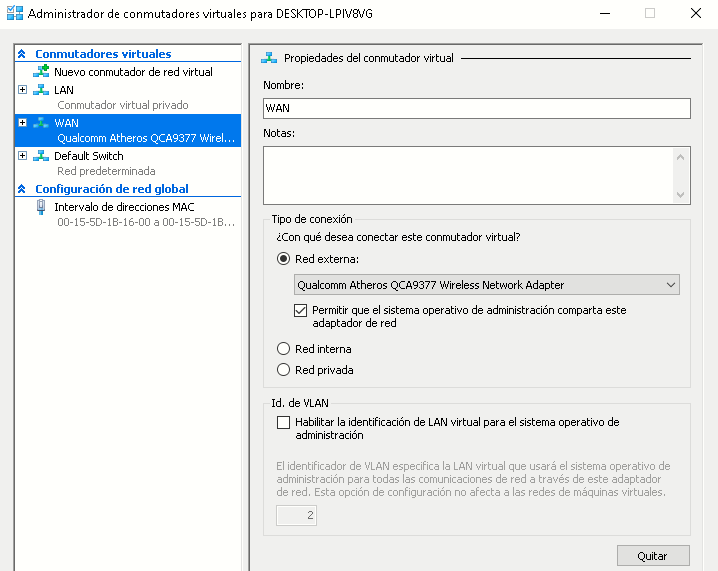 Administrador de conmutadores virtuales para DESKTOP-LPIV8VG
Conmutadores virtuales
Nuevo conmutador de red virtual
LAN
Conmutador virtual privado
WAN
Qualcomm Atheros QCA9377 Wirel...
Default Switch
Red predeterminada
Configuración de red global
Intervalo de direcciones MAC
00-15-5D-1B-16-00 a 00-15-5D-1B...
Propiedades del conmutador virtual
Nombre:
WAN
Notas:
Tipo de conexión
¿Con qué desea conectar este conmutador virtual?
Red externa:
Qualcomm Atheros QCA9377 Wireless Network Adapter
Permitir que el sistema operativo de administración comparta este
adaptador de red
Red interna
Red privada
Id. de VLAN
Habilitar la identificación de LAN virtual para el sistema operativo de
administración
El identificador de VLAN especifica la LAN virtual que usará el sistema operativo de
administración para todas las comunicaciones de red a través de este adaptador
de red. Esta opción de configuración no afecta a las redes de máquinas virtuales.
2
Quitar